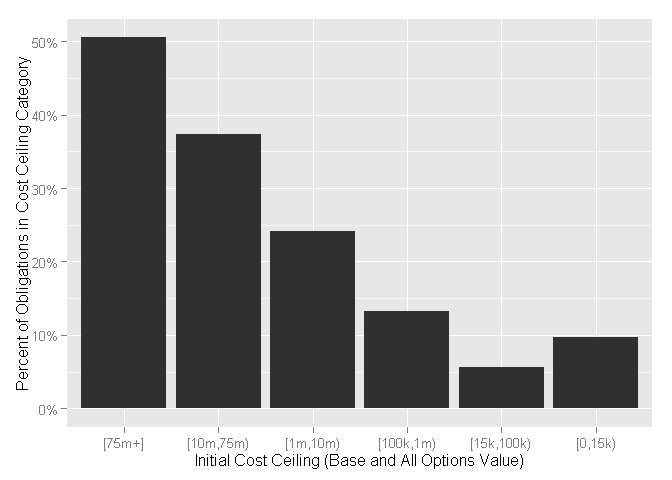 Percent of Obligations in Cost Ceiling Category
50%
40%
30%
20%
10%
0%
[75m+] [10m,75m) [1m,10m) [100k,1m) [15k,100k) [0,15k)
Initial Cost Ceiling (Base and All Options Value)